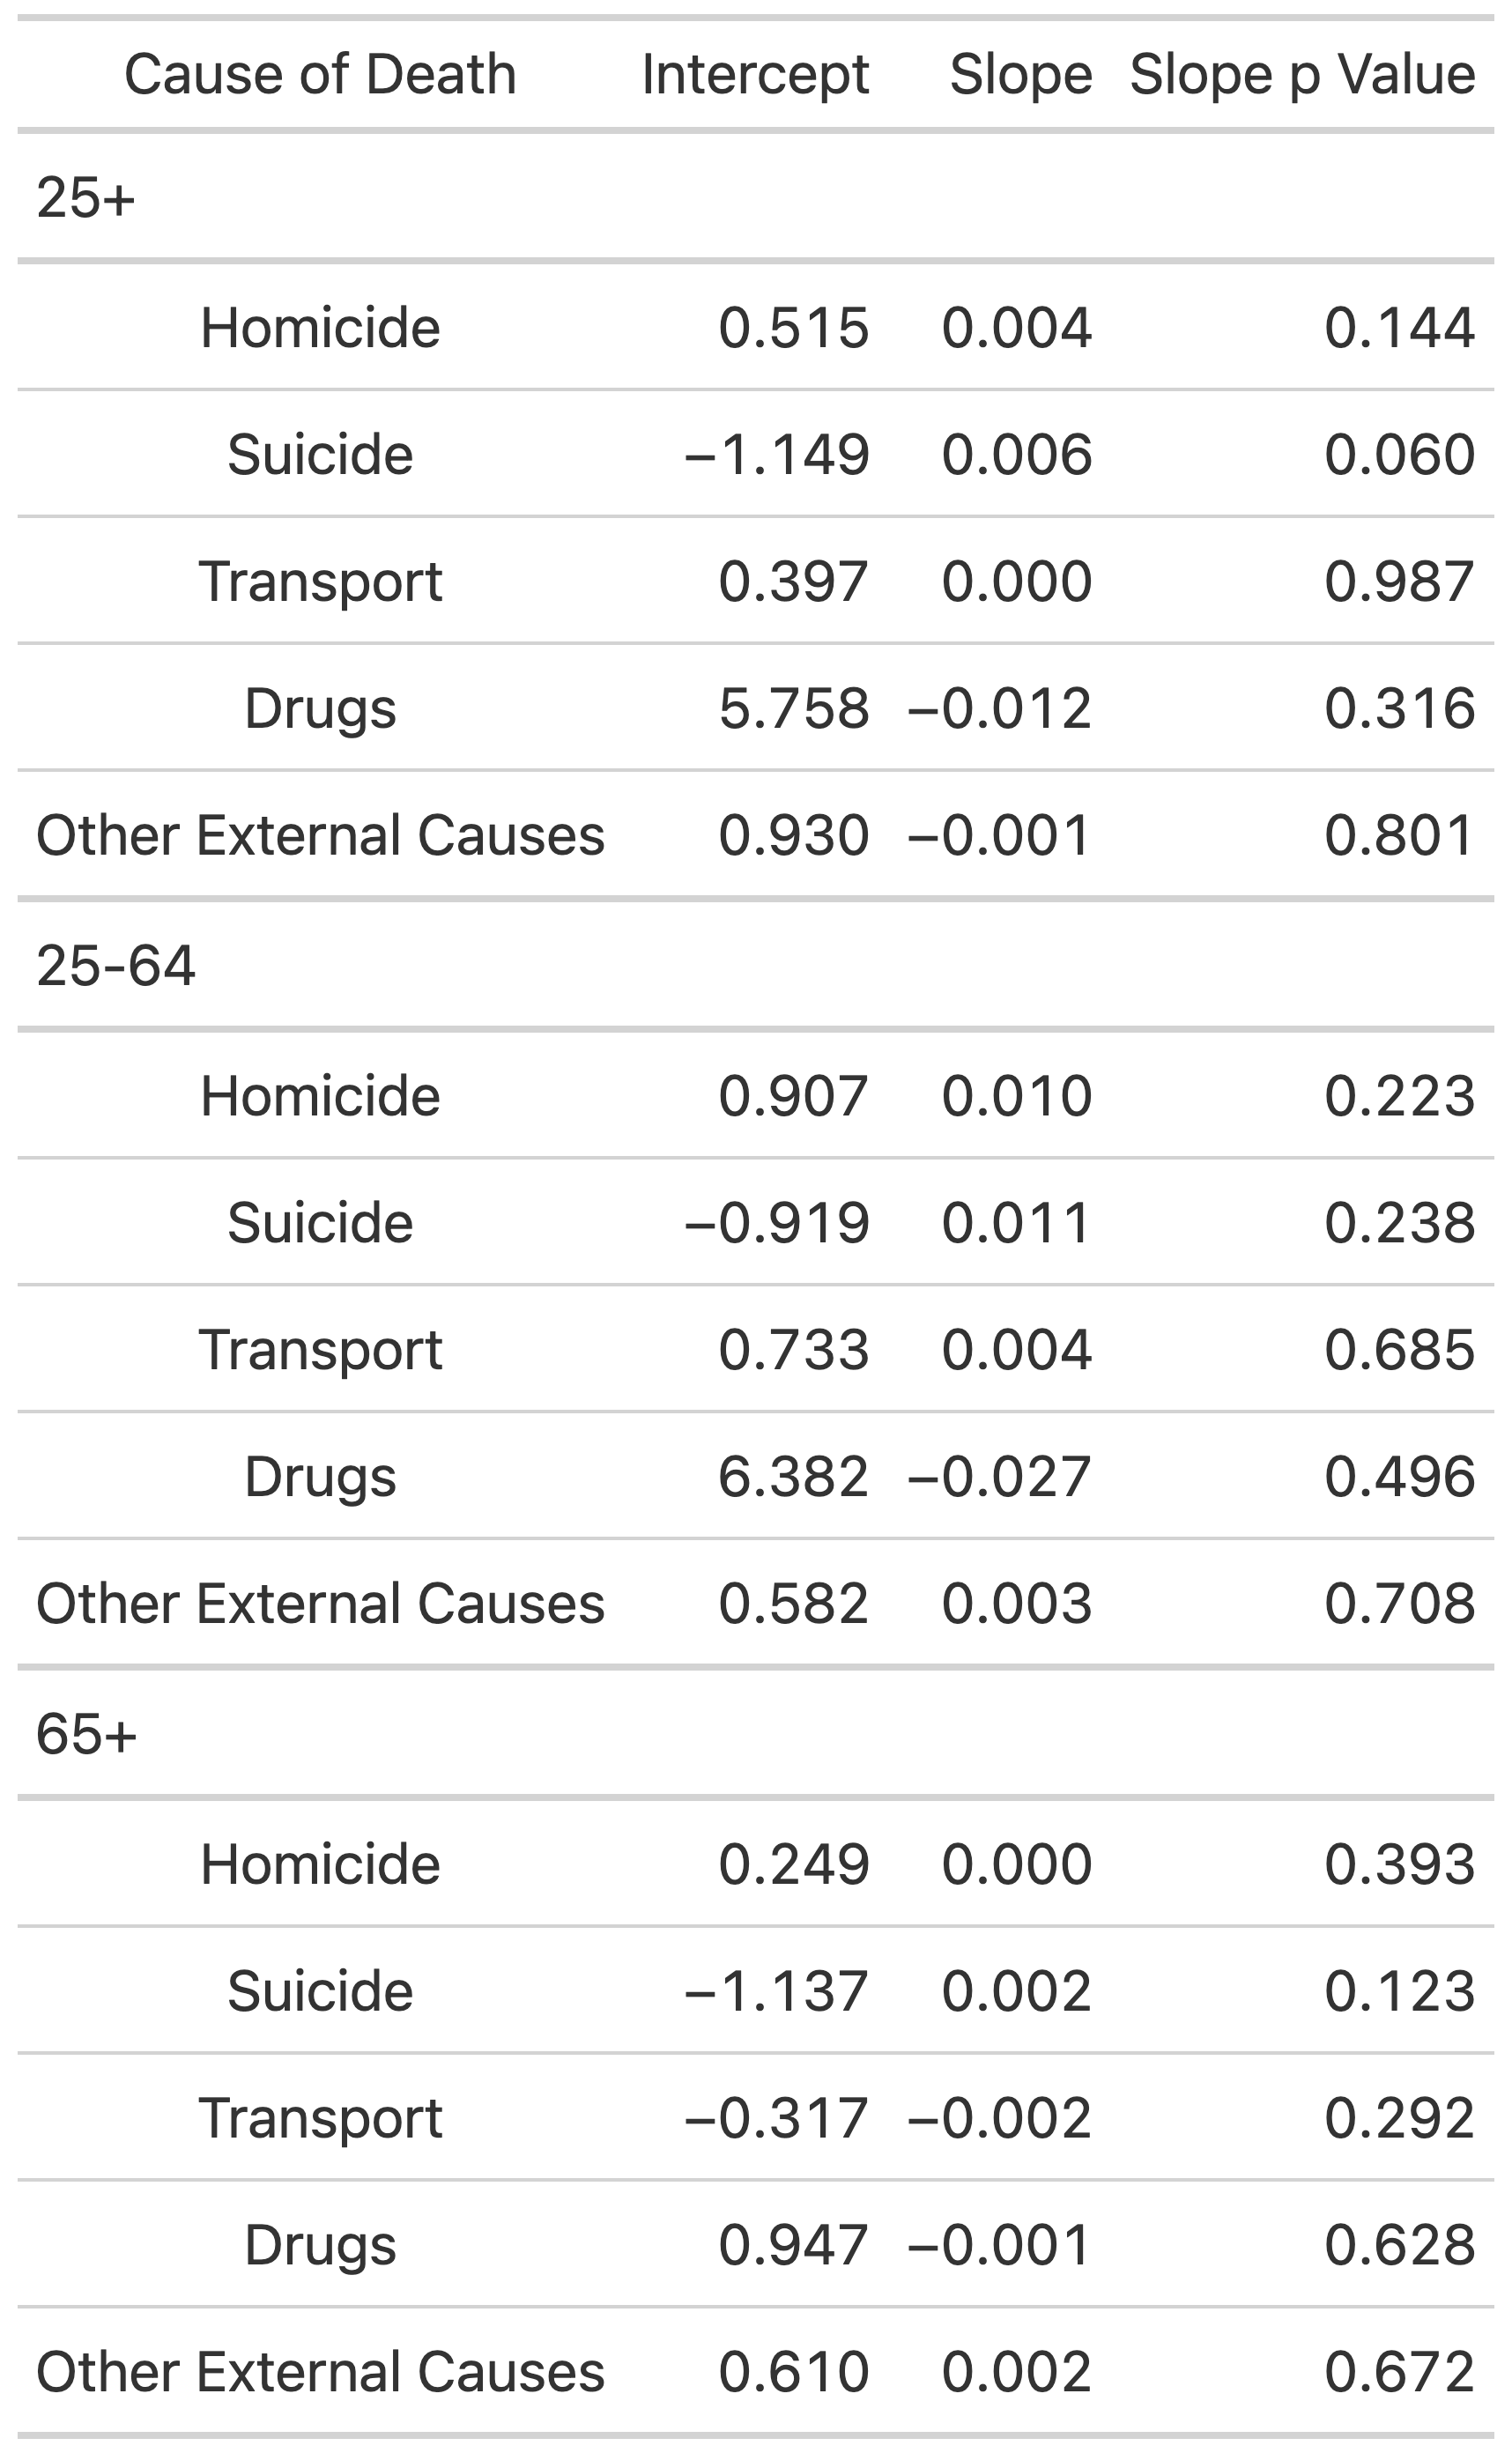 Cause of Death Intercept Slope Slope p Value
25+
Homicide 0.515 0.004 0.144
Suicide −1.149 0.006 0.060
Transport 0.397 0.000 0.987
Drugs 5.758 −0.012 0.316
Other External Causes 0.930 −0.001 0.801
25-64
Homicide 0.907 0.010 0.223
Suicide −0.919 0.011 0.238
Transport 0.733 0.004 0.685
Drugs 6.382 −0.027 0.496
Other External Causes 0.582 0.003 0.708
65+
Homicide 0.249 0.000 0.393
Suicide −1.137 0.002 0.123
Transport −0.317 −0.002 0.292
Drugs 0.947 −0.001 0.628
Other External Causes 0.610 0.002 0.672